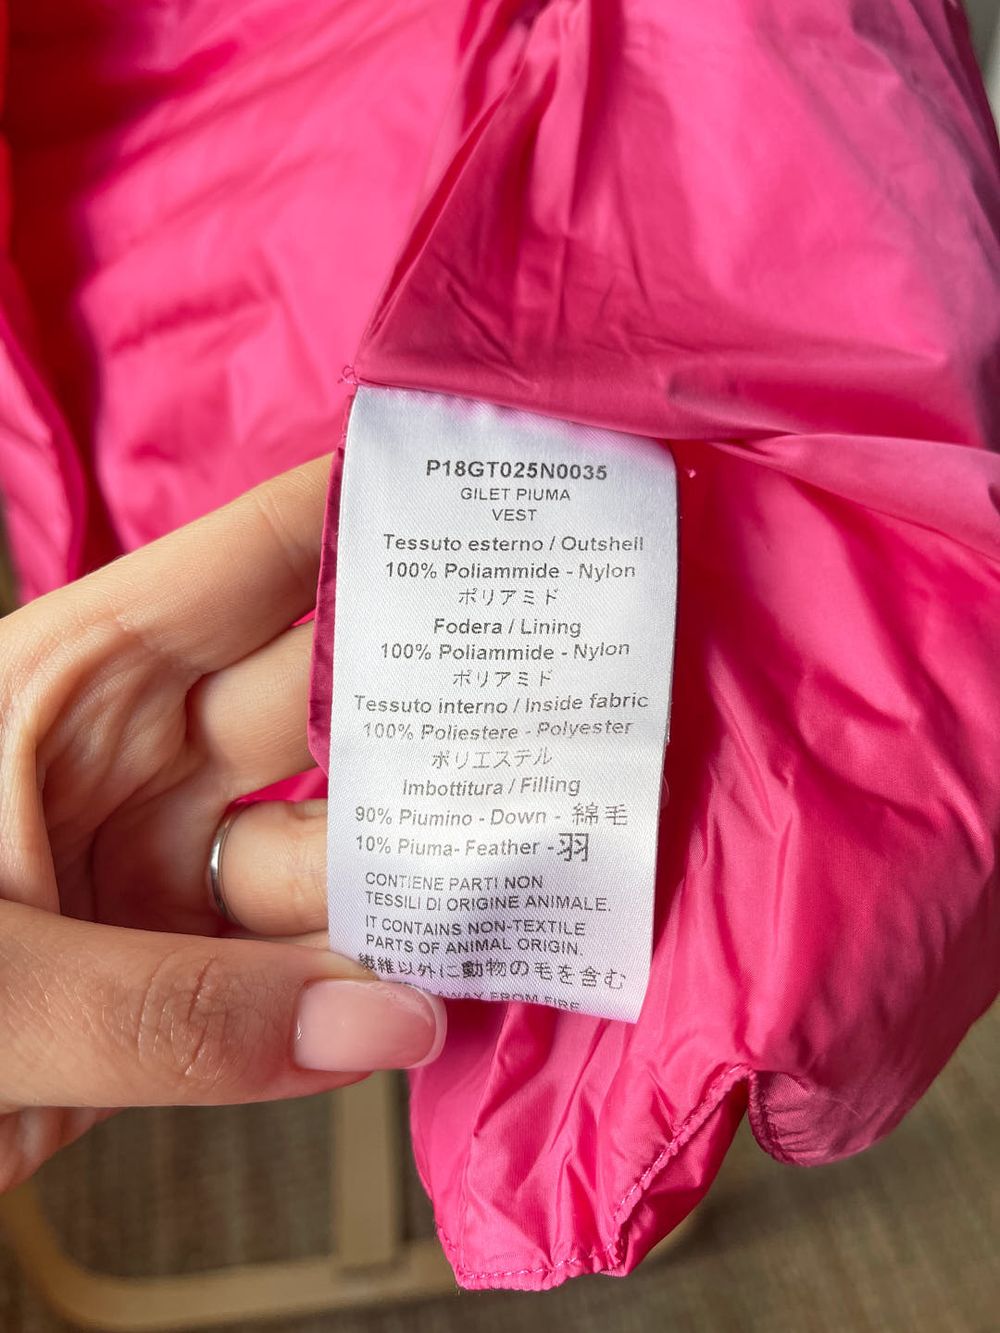 P18GT025N0035
GILET PIUMA
VEST
Tessuto esterno / Outshell
100% Poliammide - Nylon
ポリアミド
Fodera / Lining
100% Poliammide - Nylon
ポリアミド
Tessuto interno / Inside fabric
100% Poliestere - Polyester
ポリエステル
Imbottitura / Filling
90% Piumino - Down - 綿毛
10% Piuma- Feather - 羽
CONTIENE PARTI NON
TESSILI DI ORIGINE ANIMALE.
IT CONTAINS NON-TEXTILE
PARTS OF ANIMAL ORIGIN.
繊維以外に動物の毛を含む
AWAY FROM FIRE